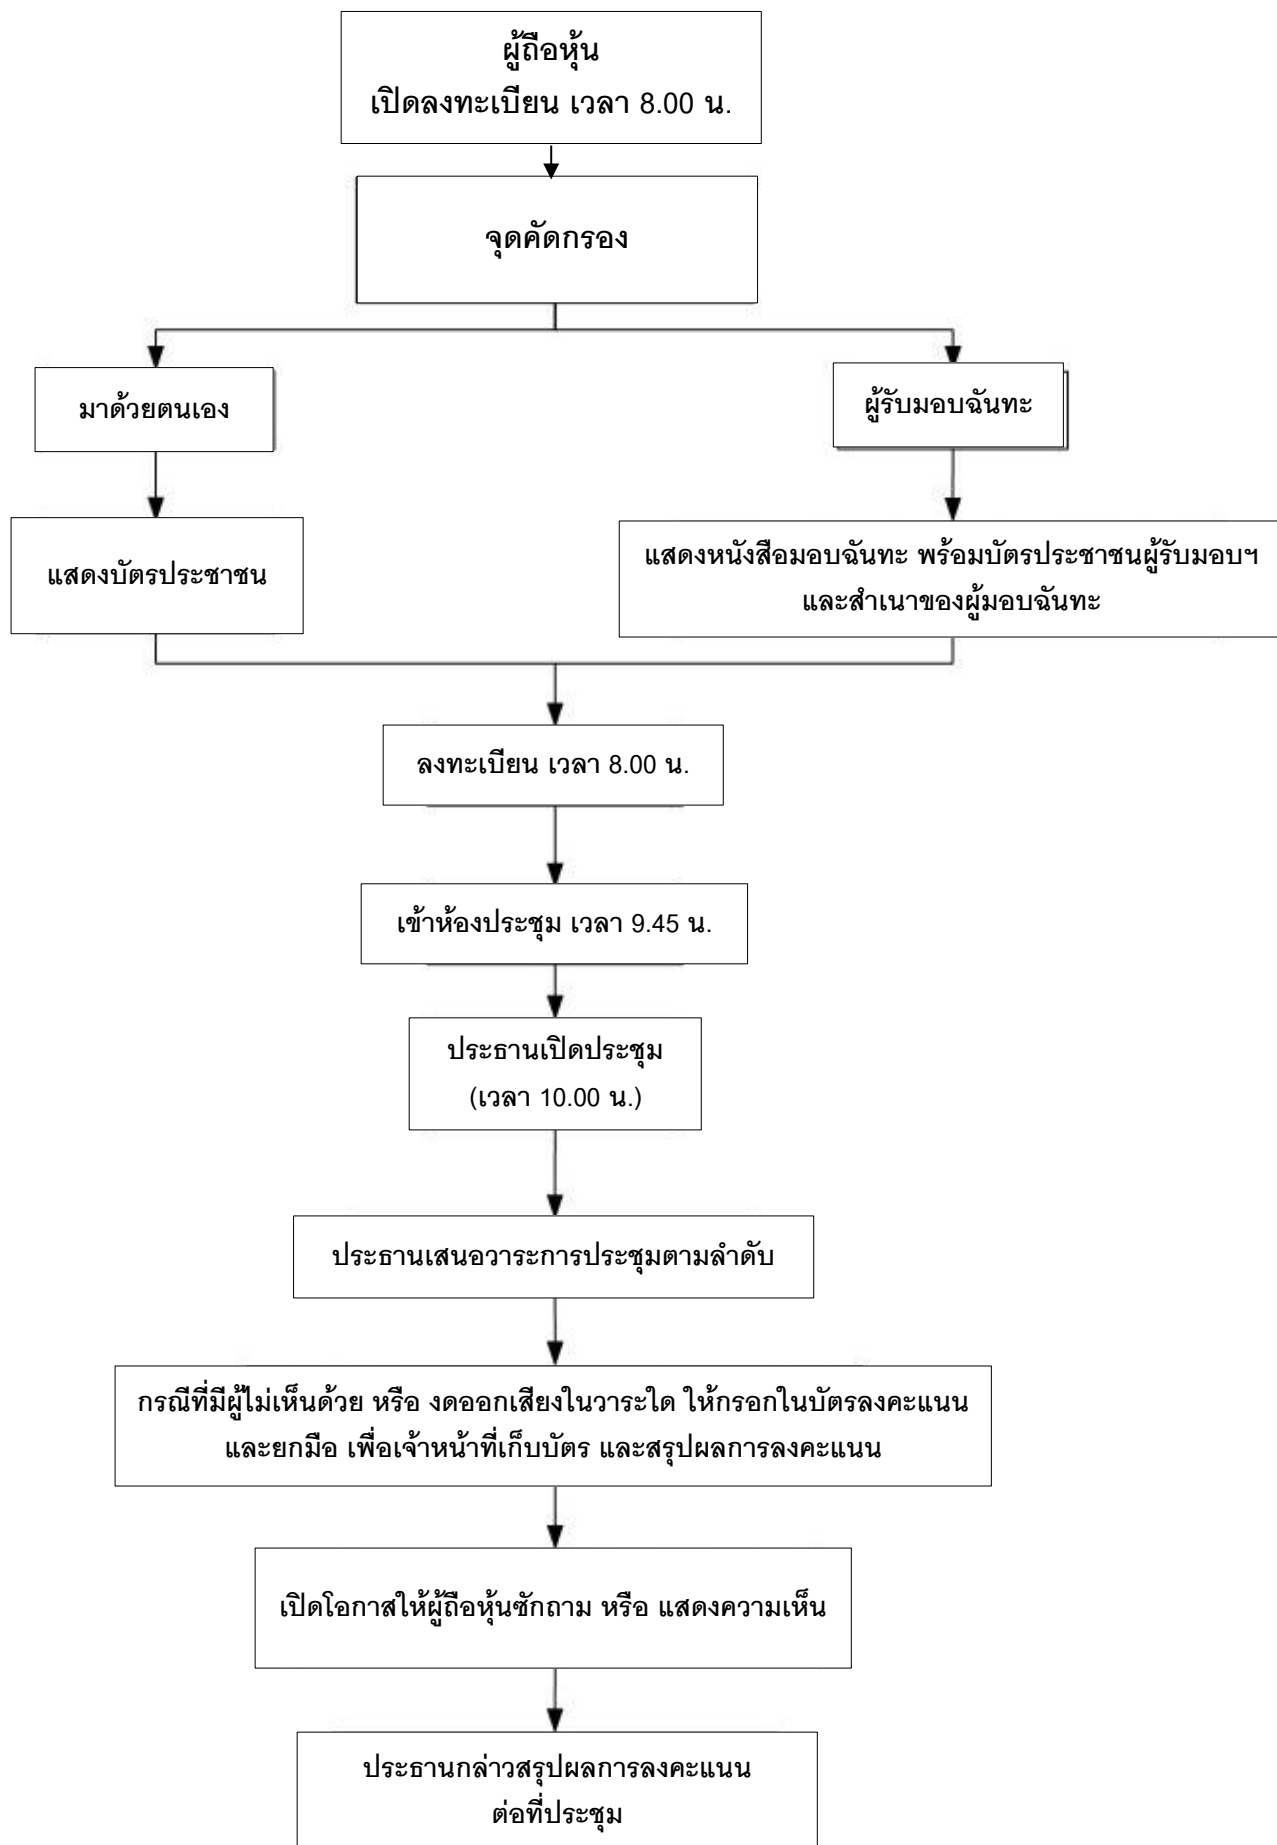 ผู้ถือหุ้น
เปิดลงทะเบียน เวลา 8.00 น.
จุดคัดกรอง
มาด้วยตนเอง
ผู้รับมอบฉันทะ
แสดงบัตรประชาชน
แสดงหนังสือมอบฉันทะ พร้อมบัตรประชาชนผู้รับมอบฯ
และสำเนาของผู้มอบฉันทะ
ลงทะเบียน เวลา 8.00 น.
เข้าห้องประชุม เวลา 9.45 น.
ประธานเปิดประชุม
(เวลา 10.00 น.)
ประธานเสนอวาระการประชุมตามลำดับ
กรณีที่มีผู้ไม่เห็นด้วย หรือ งดออกเสียงในวาระใด ให้กรอกในบัตรลงคะแนน
และยกมือ เพื่อเจ้าหน้าที่เก็บบัตร และสรุปผลการลงคะแนน
เปิดโอกาสให้ผู้ถือหุ้นซักถาม หรือ แสดงความเห็น
ประธานกล่าวสรุปผลการลงคะแนน
ต่อที่ประชุม